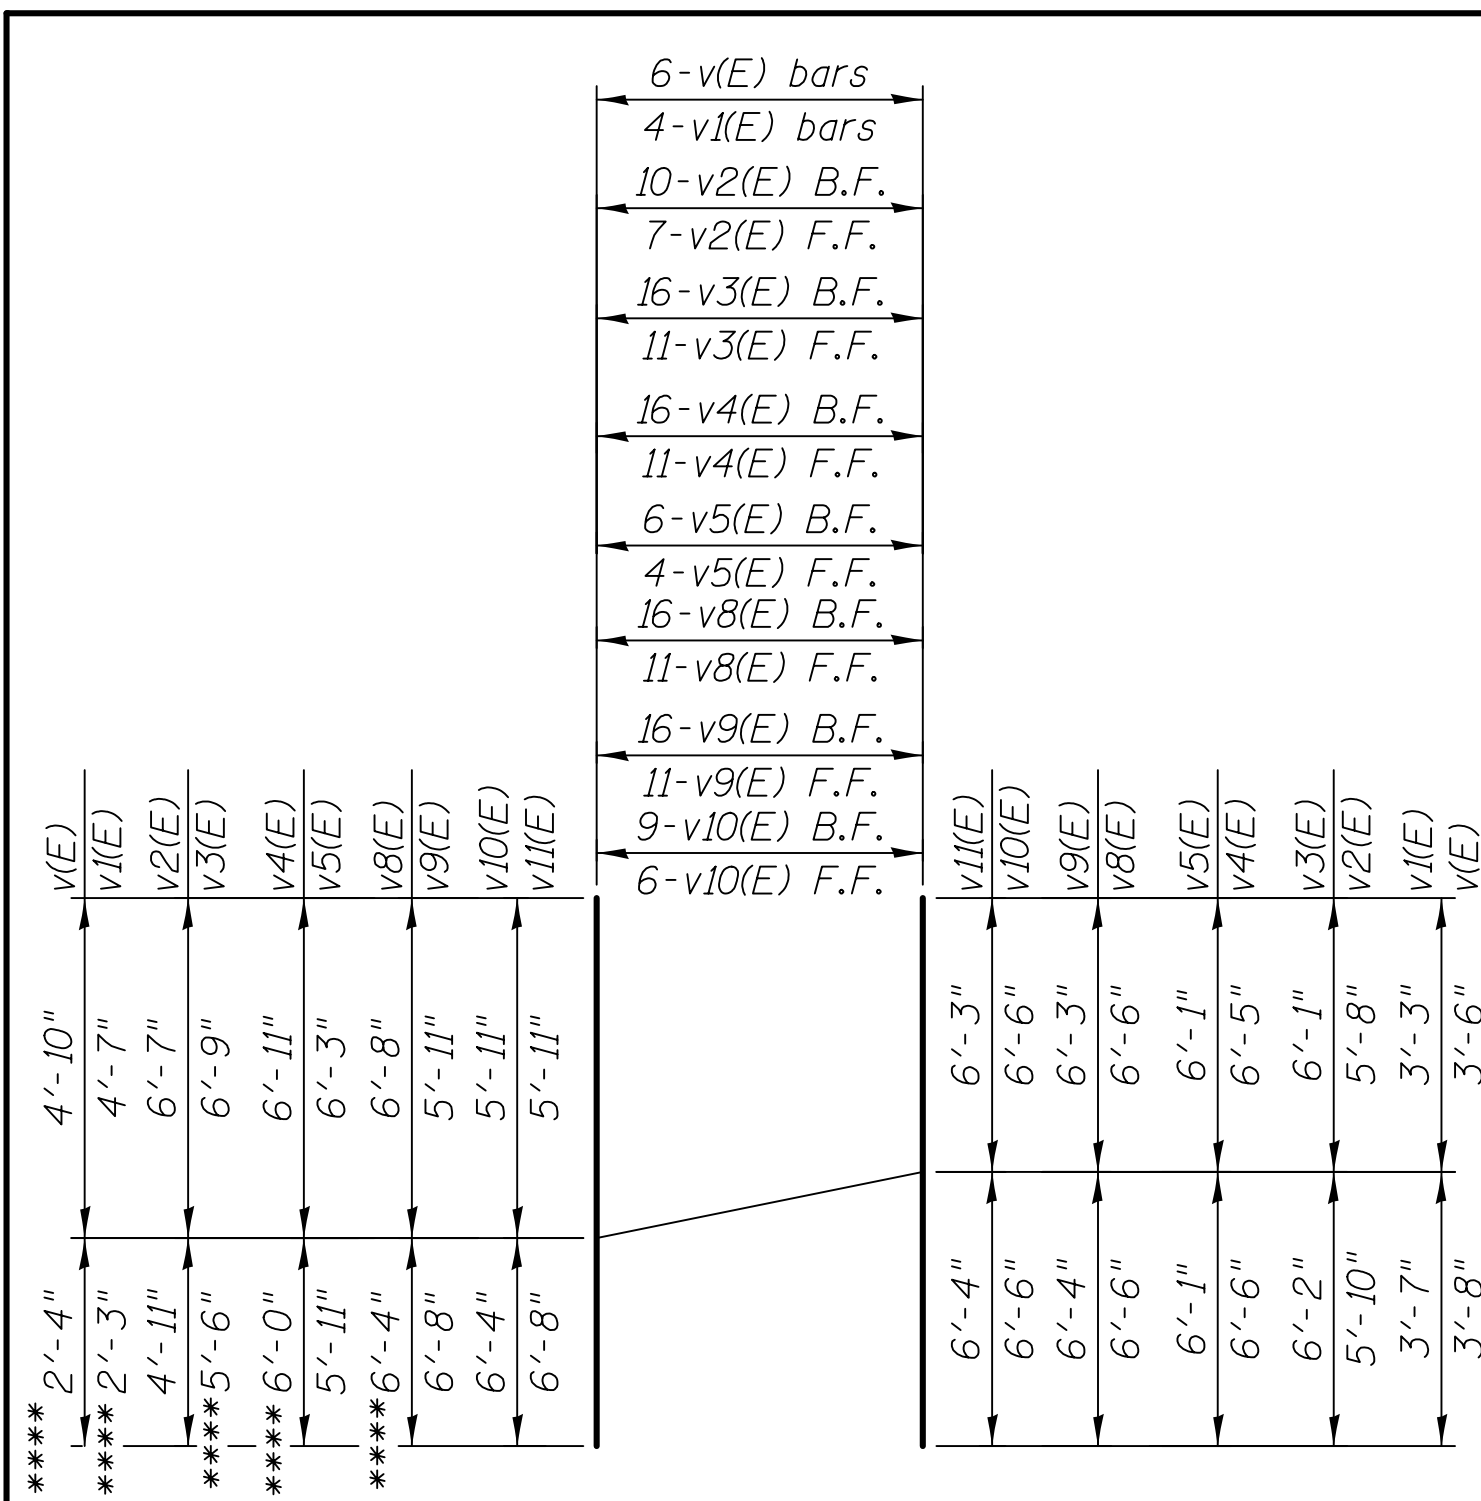 6-v(E) bars
4-v1(E) bars
10-v2(E) B.F.
7-v2(E) F.F.
16-v3(E) B.F.
11-v3(E) F.F.
16-v4(E) B.F.
11-v4(E) F.F.
6-v5(E) B.F.
4-v5(E) F.F.
16-v8(E) B.F.
11-v8(E) F.F.
16-v9(E) B.F.
11-v9(E) F.F.
9-v10(E) B.F.
6-v10(E) F.F.
v(E)
v1(E)
v2(E)
v3(E)
v4(E)
v5(E)
v8(E)
v9(E)
v10(E)
v11(E)
4'-10"
4'-7"
6'-7"
6'-9"
6'-11"
6'-3"
6'-8"
5'-11"
5'-11"
5'-11"
**** 2'-4"
**** 2'-3"
4'-11"
**** 5'-6"
**** 6'-0"
5'-11"
**** 6'-4"
6'-8"
6'-4"
6'-8"
v11(E)
v10(E)
v9(E)
v8(E)
v5(E)
v4(E)
v3(E)
v2(E)
v1(E)
v(E)
6'-3"
6'-6"
6'-3"
6'-6"
6'-1"
6'-5"
6'-1"
5'-8"
3'-3"
3'-6"
6'-4"
6'-6"
6'-4"
6'-6"
6'-1"
6'-6"
6'-2"
5'-10"
3'-7"
3'-8"